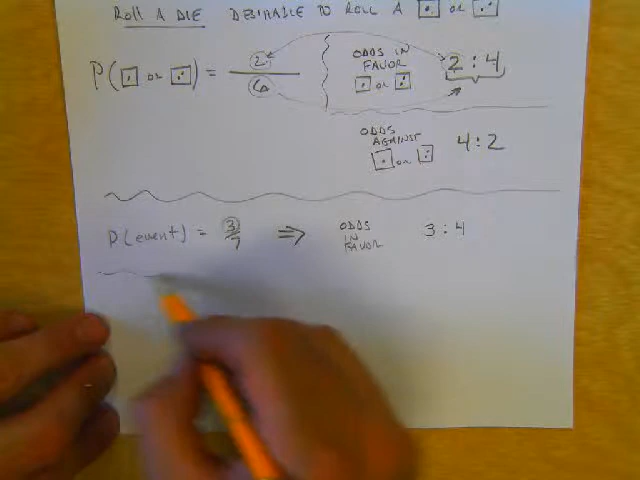 ROLL A DIE DESIRABLE TO ROLL A OR
P( OR ) = 2/6
ODDS IN
FAVOR
OR
2 : 4
ODDS
AGAINST
OR
4 : 2
P(event) = 3/7 ⇒ ODDS IN FAVOR 3 : 4